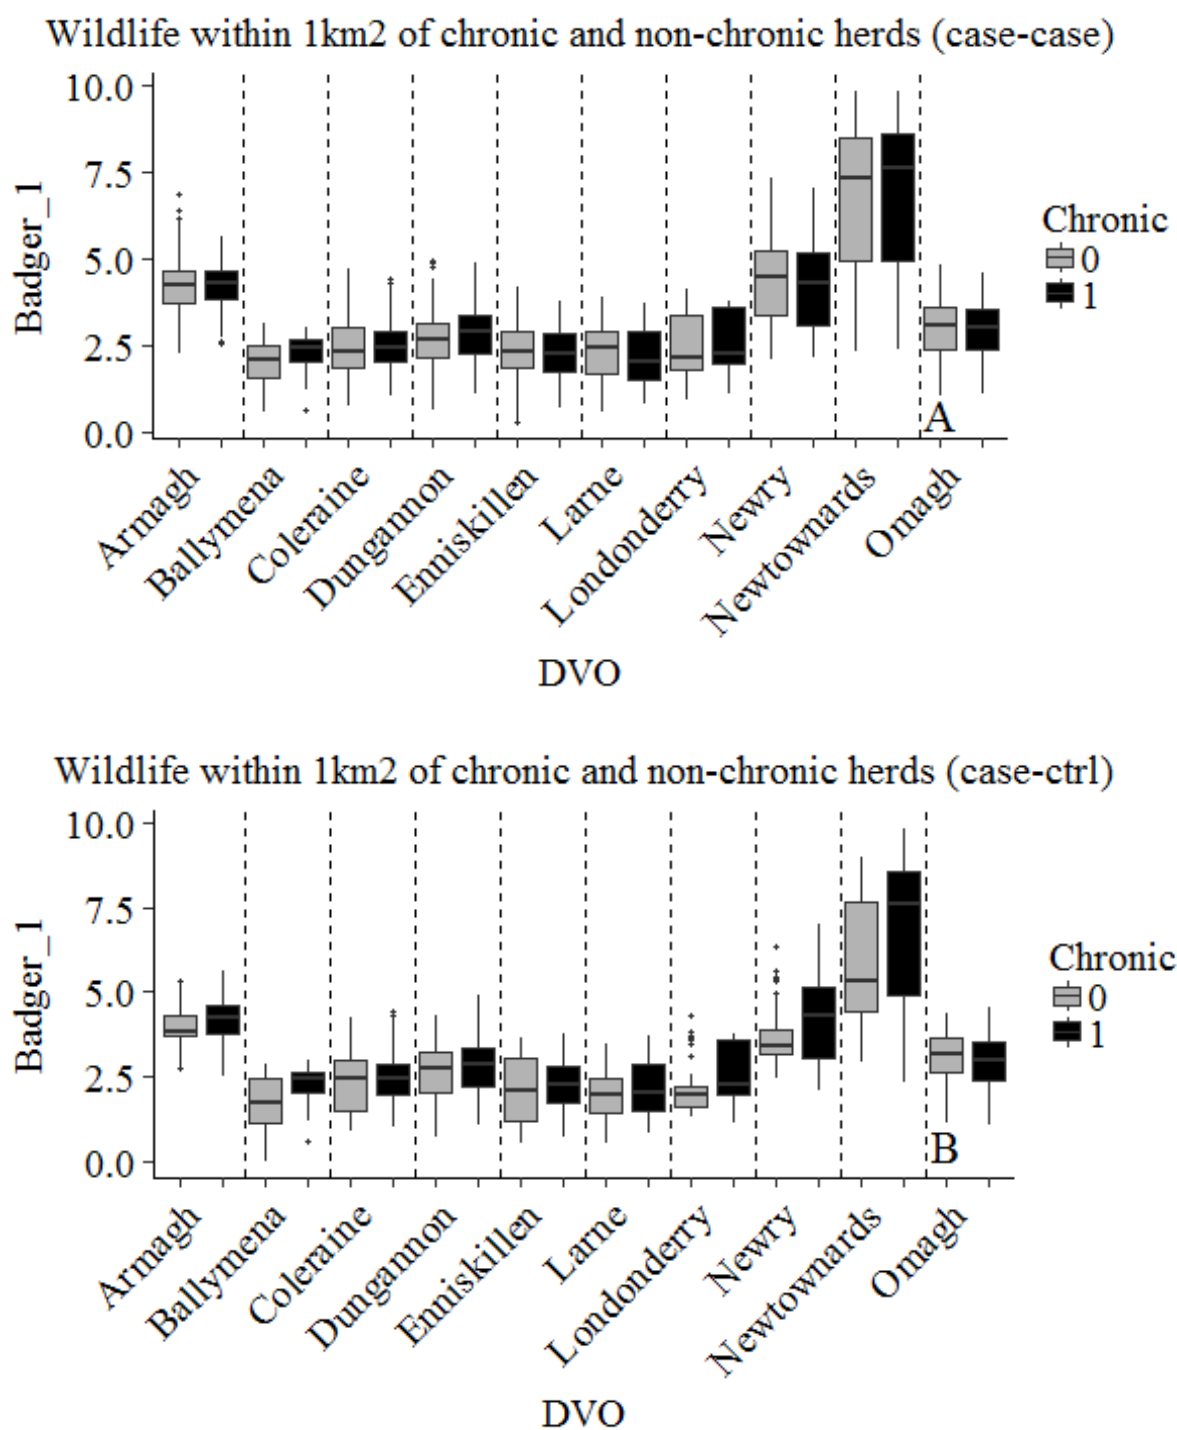 Wildlife within 1km2 of chronic and non-chronic herds (case-case)
10.0
7.5
5.0
2.5
0.0
Badger_1
Chronic
0
1
A
Armagh
Ballymena
Coleraine
Dungannon
Enniskillen
Larne
Londonderry
Newry
Newtownards
Omagh
DVO
Wildlife within 1km2 of chronic and non-chronic herds (case-ctrl)
10.0
7.5
5.0
2.5
0.0
Badger_1
Chronic
0
1
B
Armagh
Ballymena
Coleraine
Dungannon
Enniskillen
Larne
Londonderry
Newry
Newtownards
Omagh
DVO